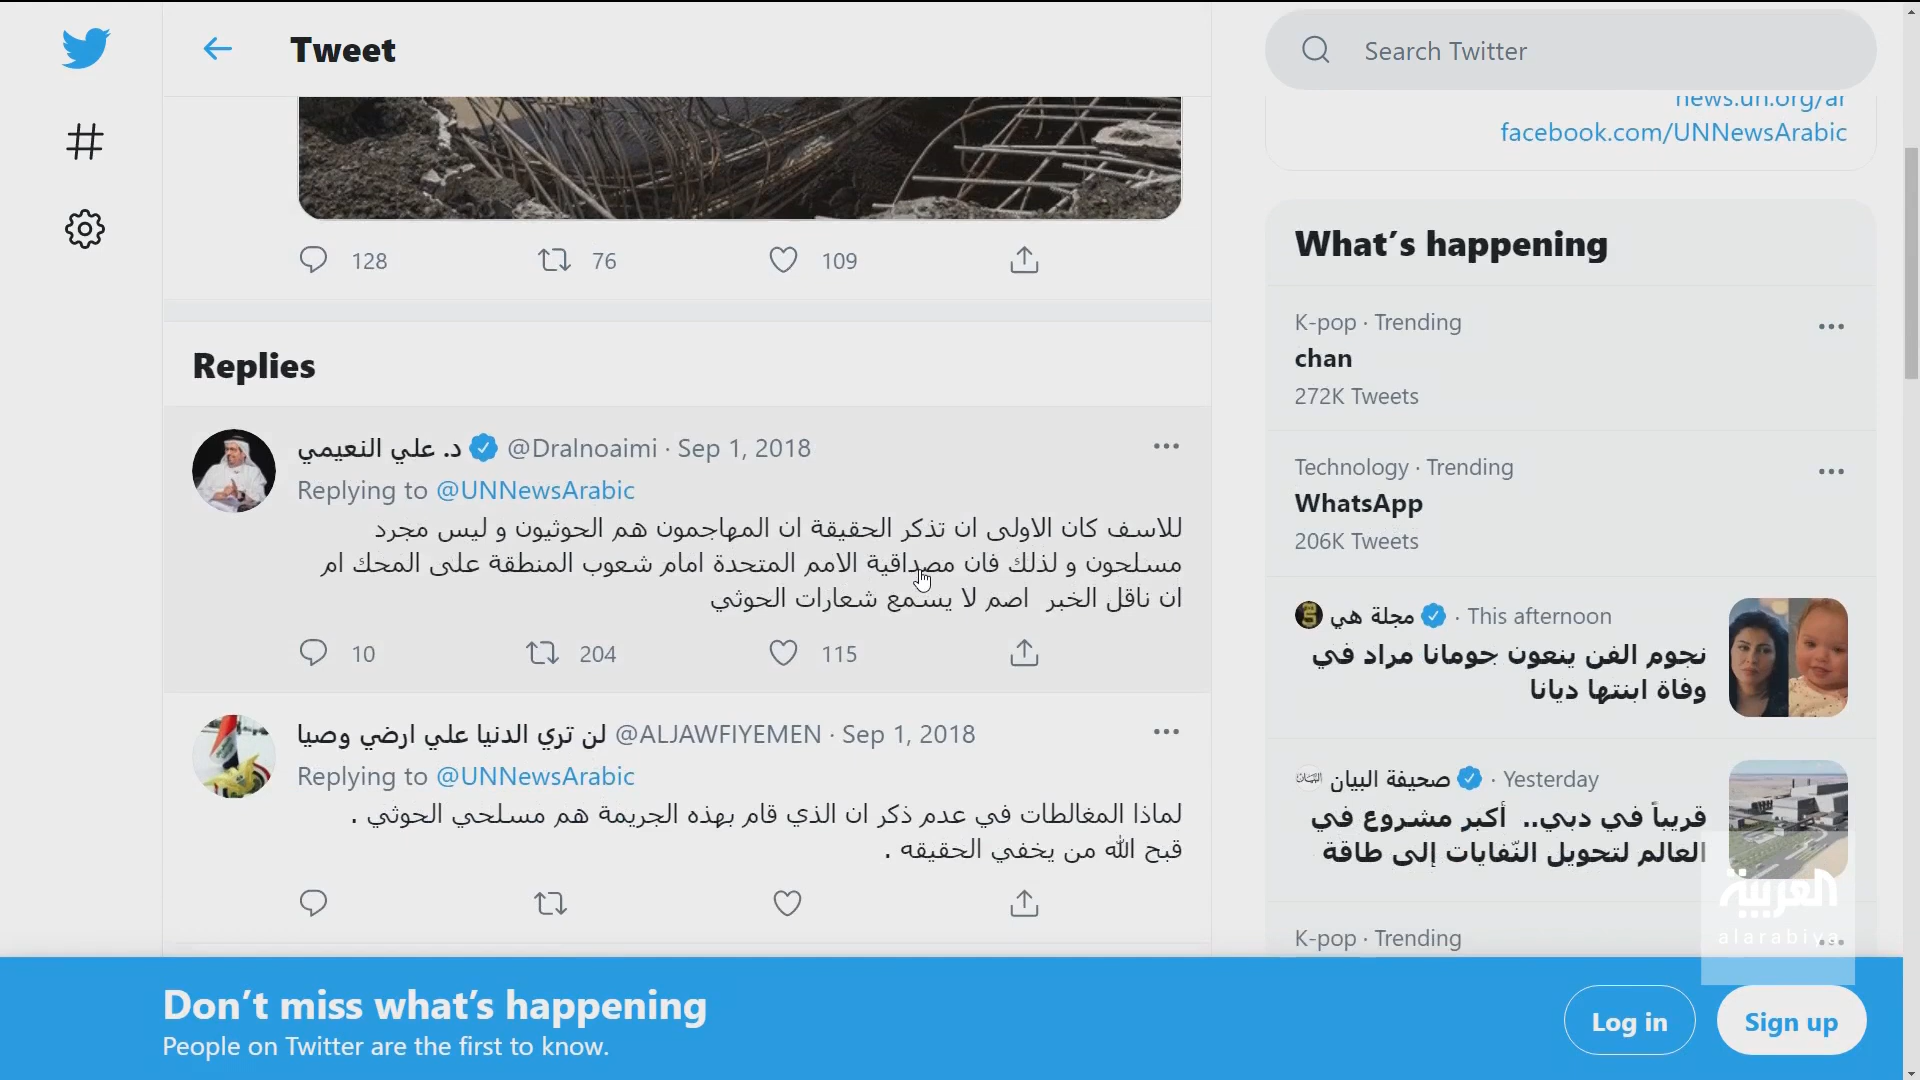 Tweet
128
76
109
Replies
د. علي النعيمي @Dralnoaimi · Sep 1, 2018
Replying to @UNNewsArabic
للاسف كان الاولى ان تذكر الحقيقة ان المهاجمون هم الحوثيون و ليس مجرد
مسلحون و لذلك فان مصداقية الامم المتحدة امام شعوب المنطقة على المحك ام
ان ناقل الخبر اصم لا يسمع شعارات الحوثي
10
204
115
لن تري الدنيا علي ارضي وصيا @ALJAWFIYEMEN · Sep 1, 2018
Replying to @UNNewsArabic
لماذا المغالطات في عدم ذكر ان الذي قام بهذه الجريمة هم مسلحي الحوثي .
قبح الله من يخفي الحقيقه .
Search Twitter
news.un.org/ar
facebook.com/UNNewsArabic
What's happening
K-pop · Trending
chan
272K Tweets
Technology · Trending
WhatsApp
206K Tweets
مجلة هي · This afternoon
نجوم الفن ينعون جومانا مراد في
وفاة ابنتها ديانا
صحيفة البيان · Yesterday
قريباً في دبي.. أكبر مشروع في
العالم لتحويل النّفايات إلى طاقة
K-pop · Trending
العربية
alarabiya
Don't miss what's happening
People on Twitter are the first to know.
Log in
Sign up